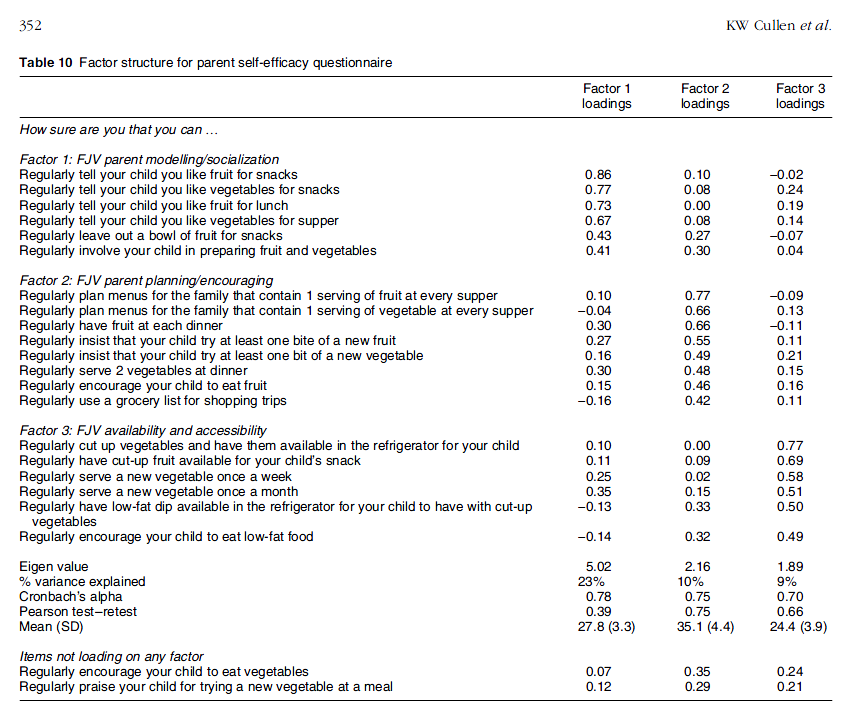 352 KW Cullen et al.
Table 10 Factor structure for parent self-efficacy questionnaire
Factor 1 Factor 2 Factor 3
loadings loadings loadings
How sure are you that you can …
Factor 1: FJV parent modelling/socialization
Regularly tell your child you like fruit for snacks 0.86 0.10 –0.02
Regularly tell your child you like vegetables for snacks 0.77 0.08 0.24
Regularly tell your child you like fruit for lunch 0.73 0.00 0.19
Regularly tell your child you like vegetables for supper 0.67 0.08 0.14
Regularly leave out a bowl of fruit for snacks 0.43 0.27 –0.07
Regularly involve your child in preparing fruit and vegetables 0.41 0.30 0.04
Factor 2: FJV parent planning/encouraging
Regularly plan menus for the family that contain 1 serving of fruit at every supper 0.10 0.77 –0.09
Regularly plan menus for the family that contain 1 serving of vegetable at every supper –0.04 0.66 0.13
Regularly have fruit at each dinner 0.30 0.66 –0.11
Regularly insist that your child try at least one bite of a new fruit 0.27 0.55 0.11
Regularly insist that your child try at least one bit of a new vegetable 0.16 0.49 0.21
Regularly serve 2 vegetables at dinner 0.30 0.48 0.15
Regularly encourage your child to eat fruit 0.15 0.46 0.16
Regularly use a grocery list for shopping trips –0.16 0.42 0.11
Factor 3: FJV availability and accessibility
Regularly cut up vegetables and have them available in the refrigerator for your child 0.10 0.00 0.77
Regularly have cut-up fruit available for your child's snack 0.11 0.09 0.69
Regularly serve a new vegetable once a week 0.25 0.02 0.58
Regularly serve a new vegetable once a month 0.35 0.15 0.51
Regularly have low-fat dip available in the refrigerator for your child to have with cut-up –0.13 0.33 0.50
vegetables
Regularly encourage your child to eat low-fat food –0.14 0.32 0.49
Eigen value 5.02 2.16 1.89
% variance explained 23% 10% 9%
Cronbach's alpha 0.78 0.75 0.70
Pearson test–retest 0.39 0.75 0.66
Mean (SD) 27.8 (3.3) 35.1 (4.4) 24.4 (3.9)
Items not loading on any factor
Regularly encourage your child to eat vegetables 0.07 0.35 0.24
Regularly praise your child for trying a new vegetable at a meal 0.12 0.29 0.21